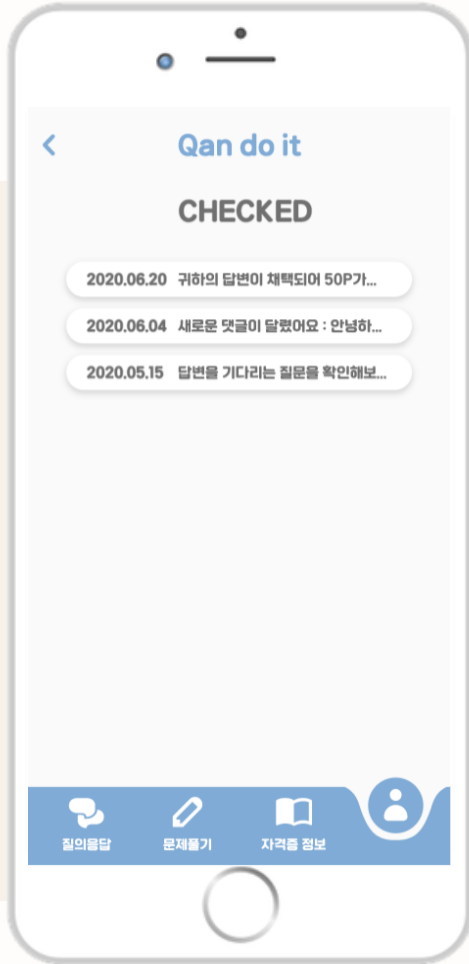 Qan do it
CHECKED
2020.06.20 귀하의 답변이 채택되어 50P가...
2020.06.04 새로운 댓글이 달렸어요 : 안녕하...
2020.05.15 답변을 기다리는 질문을 확인해보...
질의응답 문제풀기 자격증 정보